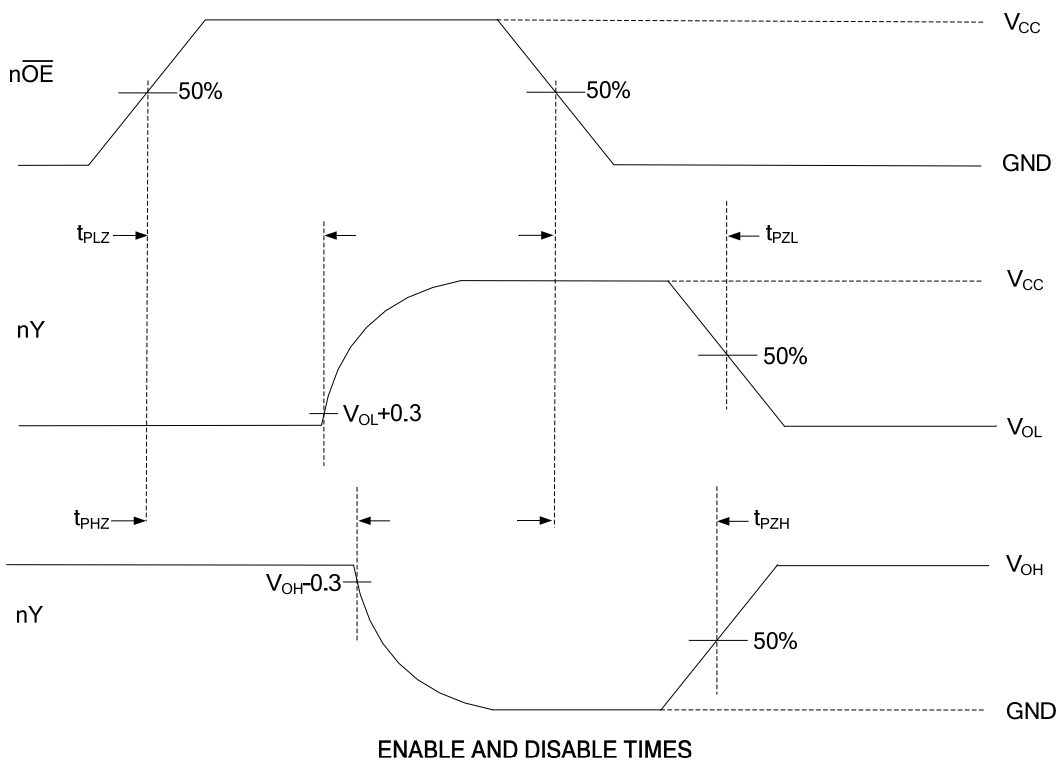 V_CC
nO̅E̅
50%
50%
GND
t_PLZ
t_PZL
V_CC
nY
50%
V_OL+0.3
V_OL
t_PHZ
t_PZH
V_OH
V_OH-0.3
nY
50%
GND
ENABLE AND DISABLE TIMES